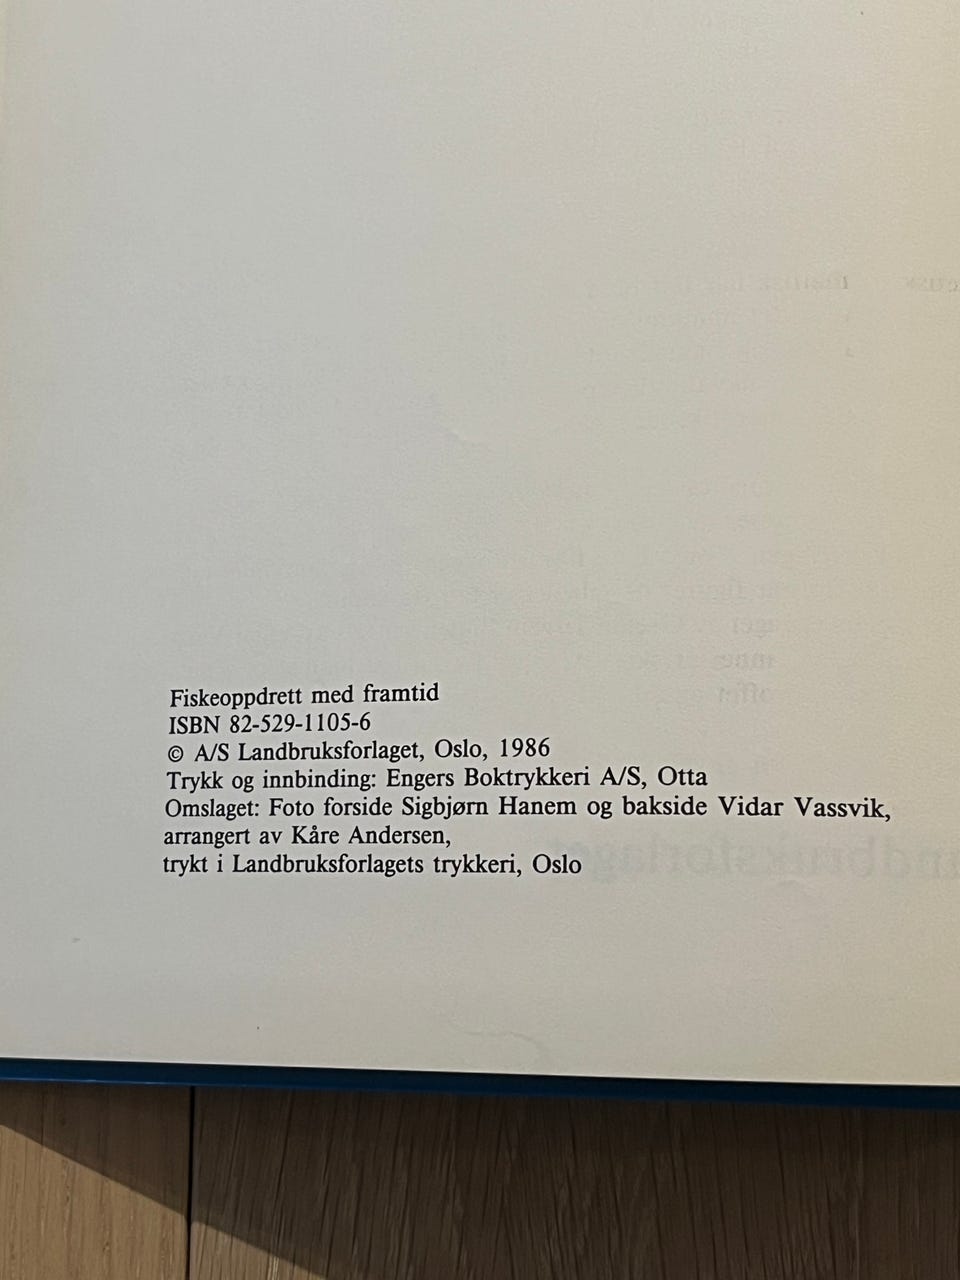 Fiskeoppdrett med framtid
ISBN 82-529-1105-6
© A/S Landbruksforlaget, Oslo, 1986
Trykk og innbinding: Engers Boktrykkeri A/S, Otta
Omslaget: Foto forside Sigbjørn Hanem og bakside Vidar Vassvik,
arrangert av Kåre Andersen,
trykt i Landbruksforlagets trykkeri, Oslo